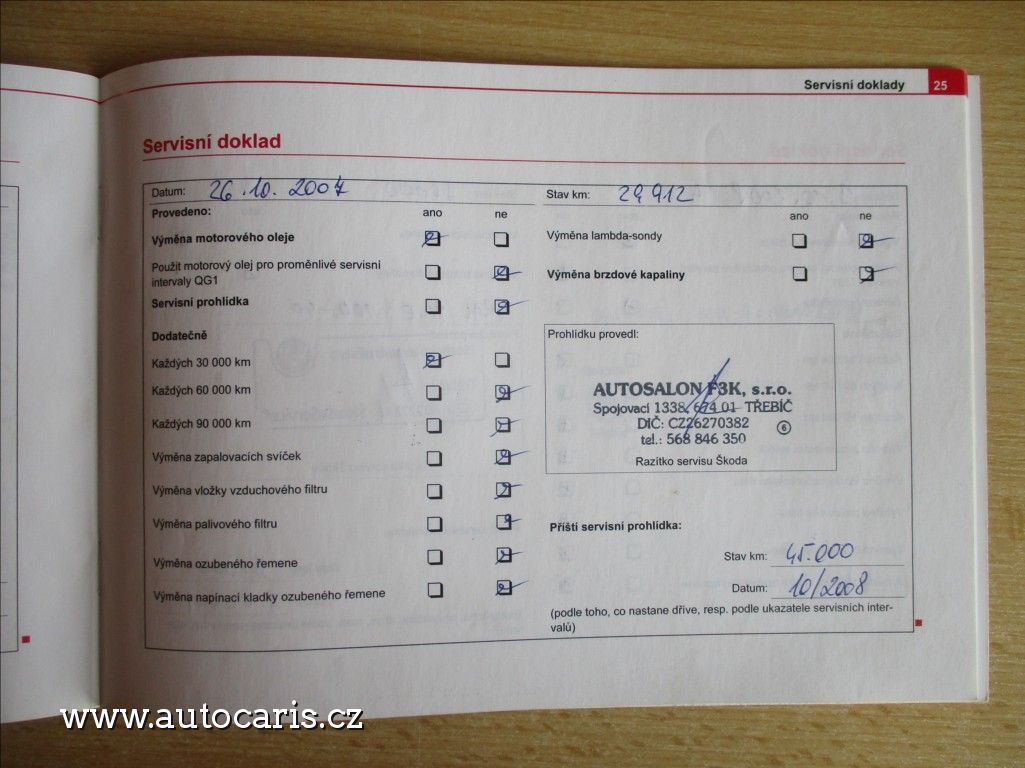 Servisní doklady 25
Servisní doklad
Datum: 26.10. 2007
Stav km: 29912
Provedeno: ano ne
ano ne
Výměna motorového oleje
Použit motorový olej pro proměnlivé servisní
intervaly QG1
Servisní prohlídka
Dodatečně
Každých 30 000 km
Každých 60 000 km
Každých 90 000 km
Výměna zapalovacích svíček
Výměna vložky vzduchového filtru
Výměna palivového filtru
Výměna ozubeného řemene
Výměna napínací kladky ozubeného řemene
Výměna lambda-sondy
Výměna brzdové kapaliny
Prohlídku provedl:
AUTOSALON F3K, s.r.o.
Spojovací 1338, 674 01 TŘEBÍČ
DIČ: CZ26270382
6
tel.: 568 846 350
Razítko servisu Škoda
Příští servisní prohlídka:
Stav km: 45.000
Datum: 10/2008
(podle toho, co nastane dříve, resp. podle ukazatele servisních inter-
valů)
www.autocaris.cz